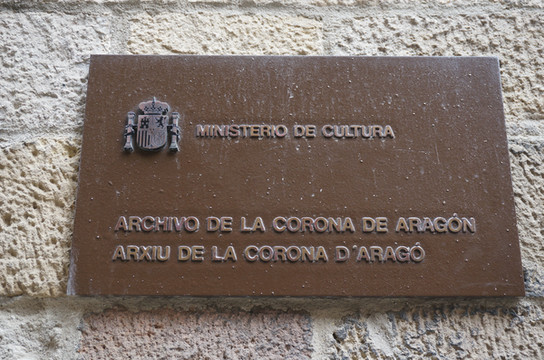 MINISTERIO DE CULTURA
ARCHIVO DE LA CORONA DE ARAGÓN
ARXIU DE LA CORONA D'ARAGÓ